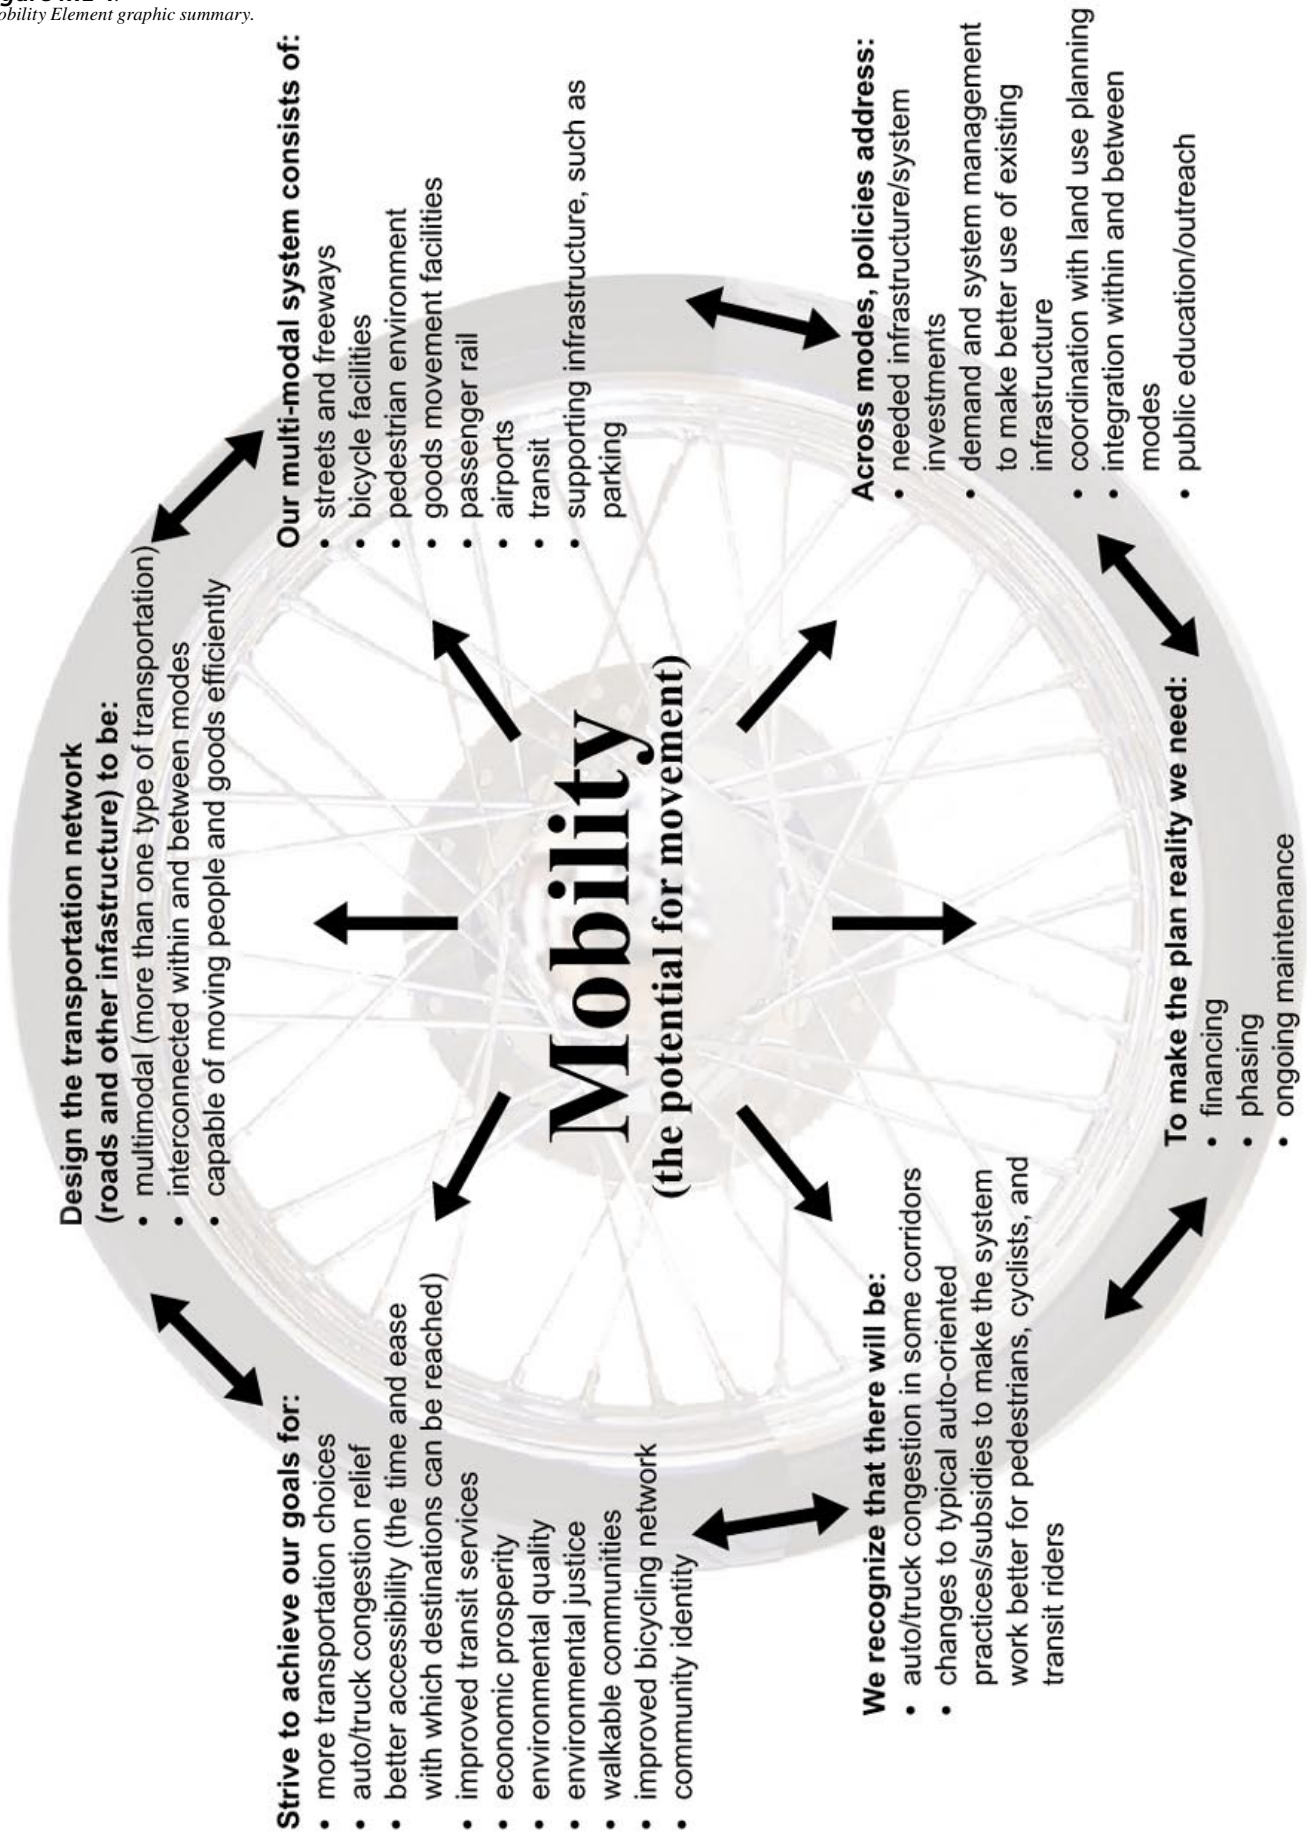 Mobility Element graphic summary.
Design the transportation network
(roads and other infastructure) to be:
• multimodal (more than one type of transportation)
• interconnected within and between modes
• capable of moving people and goods efficiently
Strive to achieve our goals for:
• more transportation choices
• auto/truck congestion relief
• better accessibility (the time and ease
with which destinations can be reached)
• improved transit services
• economic prosperity
• environmental quality
• environmental justice
• walkable communities
• improved bicycling network
• community identity
Our multi-modal system consists of:
• streets and freeways
• bicycle facilities
• pedestrian environment
• goods movement facilities
• passenger rail
• airports
• transit
• supporting infrastructure, such as
parking
Mobility
(the potential for movement)
We recognize that there will be:
• auto/truck congestion in some corridors
• changes to typical auto-oriented
practices/subsidies to make the system
work better for pedestrians, cyclists, and
transit riders
Across modes, policies address:
• needed infrastructure/system
investments
• demand and system management
to make better use of existing
infrastructure
• coordination with land use planning
• integration within and between
modes
• public education/outreach
To make the plan reality we need:
• financing
• phasing
• ongoing maintenance